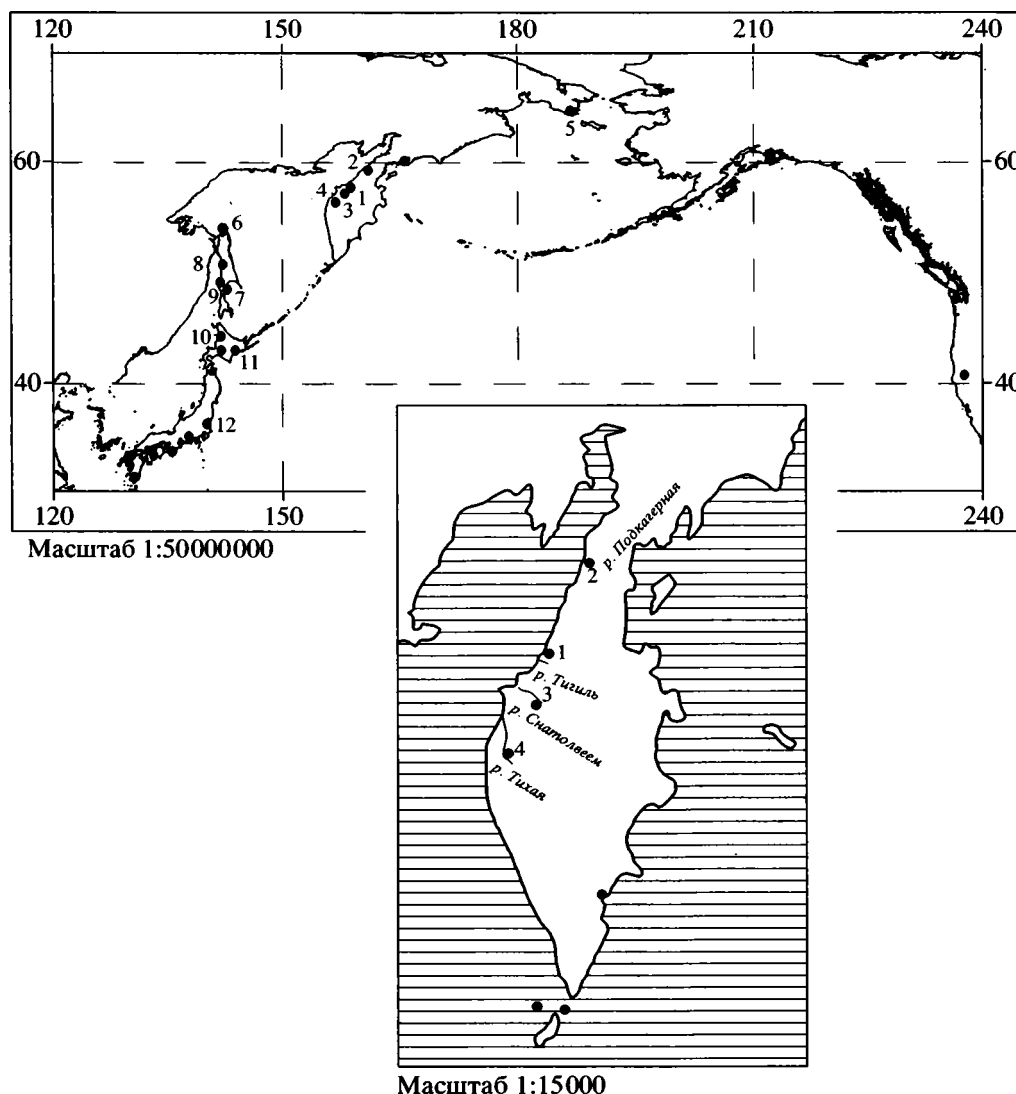 120 150 180 210 240
60 60
2
5
4
1
3
6
8
9 7
10
11
40 40
12
120 150
240
Масштаб 1:50000000
р. Подкагерная
2
1
р. Тигиль
3
р. Снатолвеем
4
р. Тихая
Масштаб 1:15000